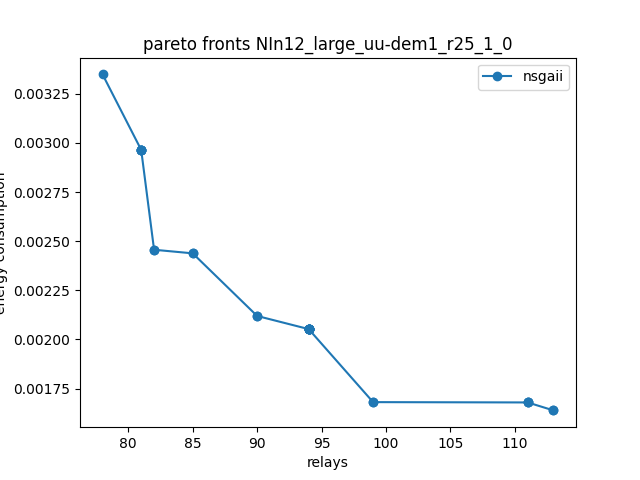 pareto fronts NIn12_large_uu-dem1_r25_1_0
nsgaii
0.00325
0.00300
0.00275
0.00250
0.00225
0.00200
0.00175
energy consumption
80 85 90 95 100 105 110
relays